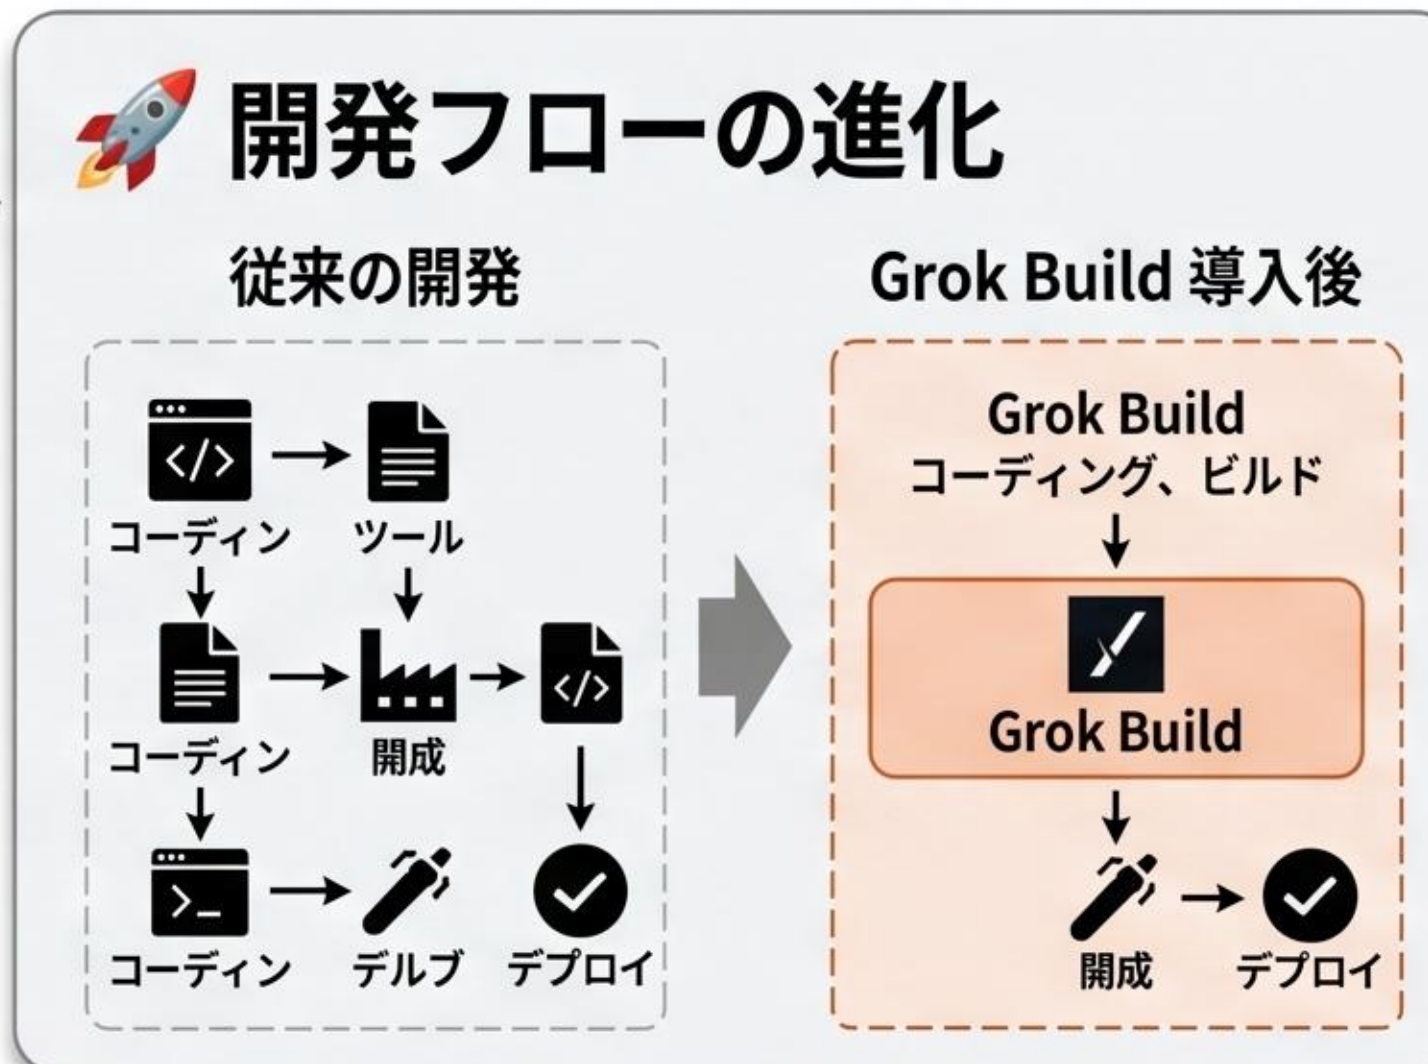 🚀 開発フローの進化
従来の開発
コーディン
ツール
コーディン
開成
コーディン
デルブ
デプロイ
Grok Build 導入後
Grok Build
コーディング、ビルド
Grok Build
開成
デプロイ